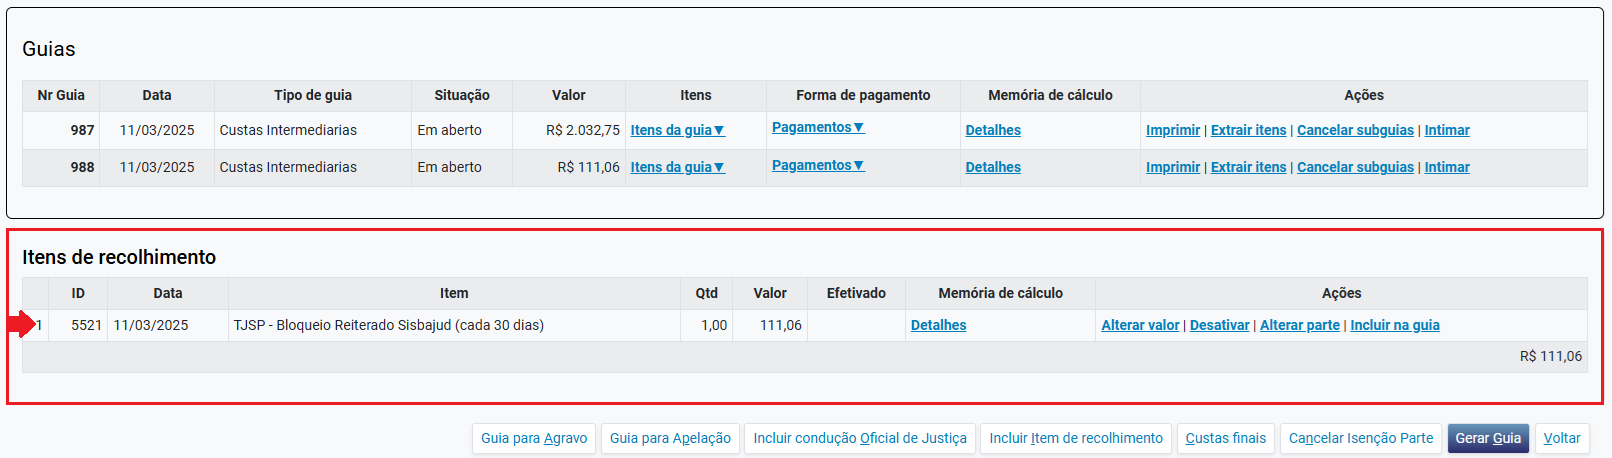 Guias
Nr Guia Data Tipo de guia Situação Valor Itens Forma de pagamento Memória de cálculo Ações
987 11/03/2025 Custas Intermediarias Em aberto R$ 2.032,75 Itens da guia▼ Pagamentos▼ Detalhes Imprimir | Extrair itens | Cancelar subguias | Intimar
988 11/03/2025 Custas Intermediarias Em aberto R$ 111,06 Itens da guia▼ Pagamentos▼ Detalhes Imprimir | Extrair itens | Cancelar subguias | Intimar
Itens de recolhimento
ID Data Item Qtd Valor Efetivado Memória de cálculo Ações
1 5521 11/03/2025 TJSP - Bloqueio Reiterado Sisbajud (cada 30 dias) 1,00 111,06 Detalhes Alterar valor | Desativar | Alterar parte | Incluir na guia
R$ 111,06
Guia para Agravo Guia para Apelação Incluir condução Oficial de Justiça Incluir Item de recolhimento Custas finais Cancelar Isenção Parte Gerar Guia Voltar